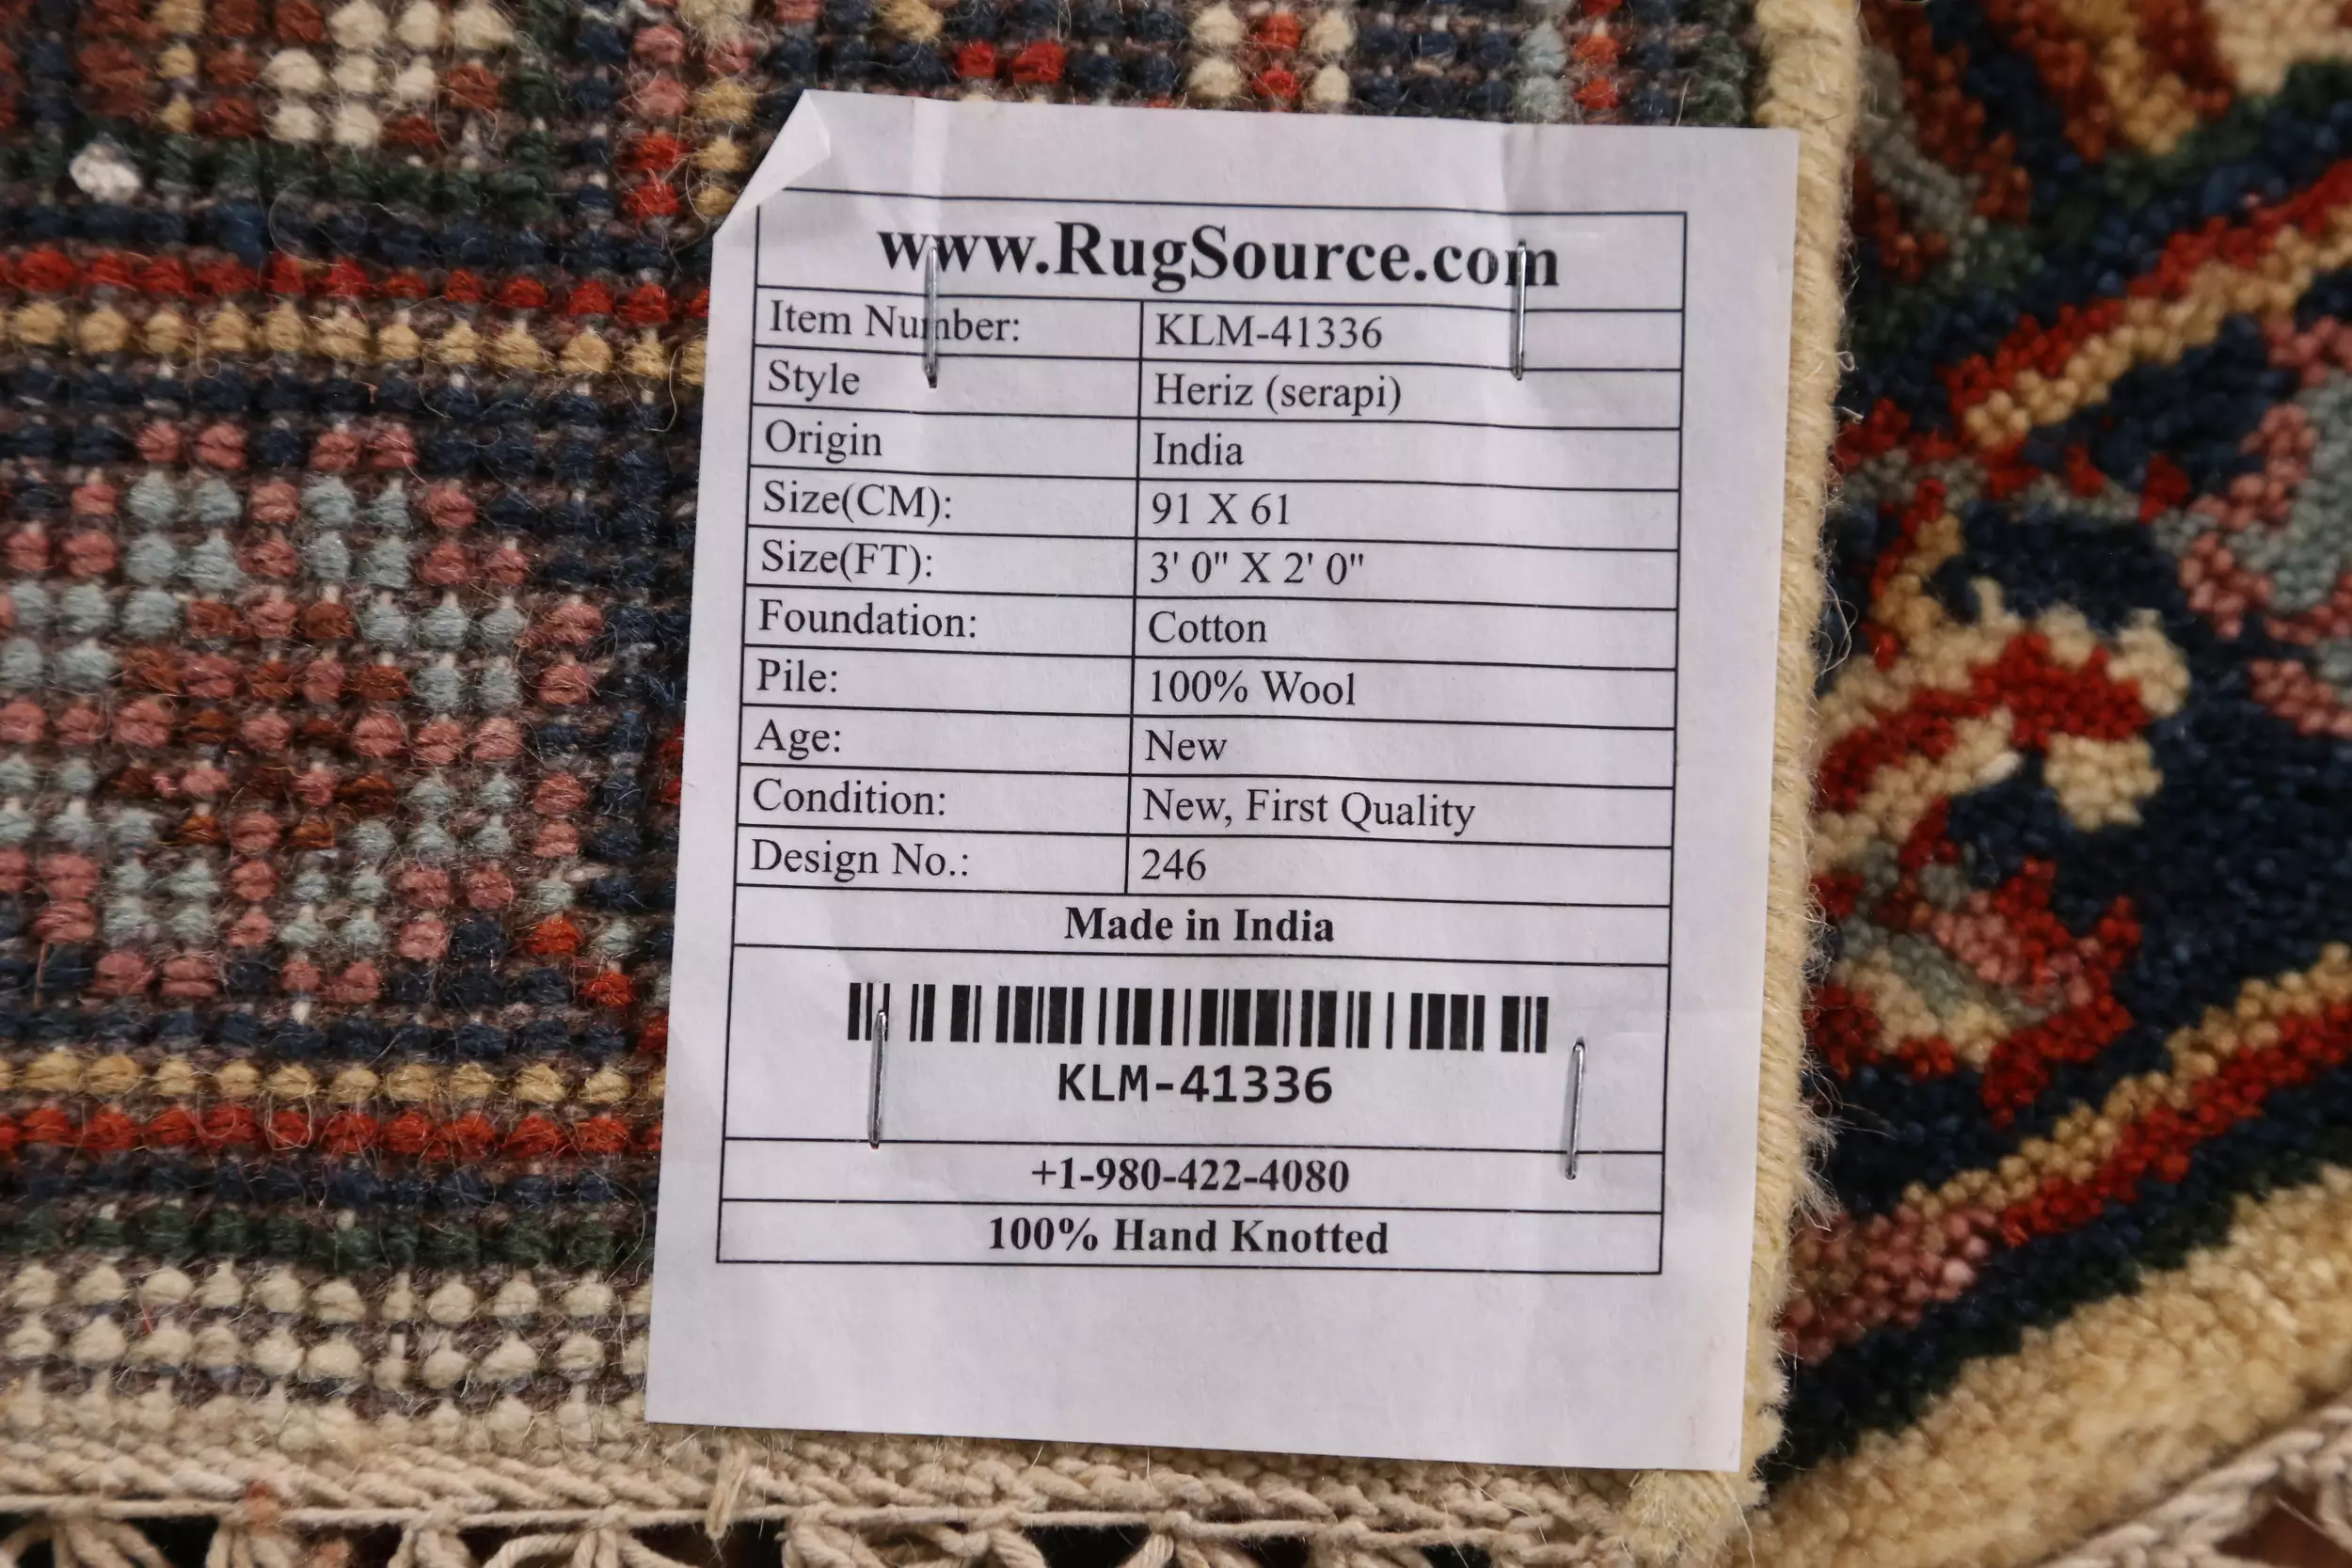 www.RugSource.com
Item Number: KLM-41336
Style Heriz (serapi)
Origin India
Size(CM): 91 X 61
Size(FT): 3' 0" X 2' 0"
Foundation: Cotton
Pile: 100% Wool
Age: New
Condition: New, First Quality
Design No.: 246
Made in India
KLM-41336
+1-980-422-4080
100% Hand Knotted